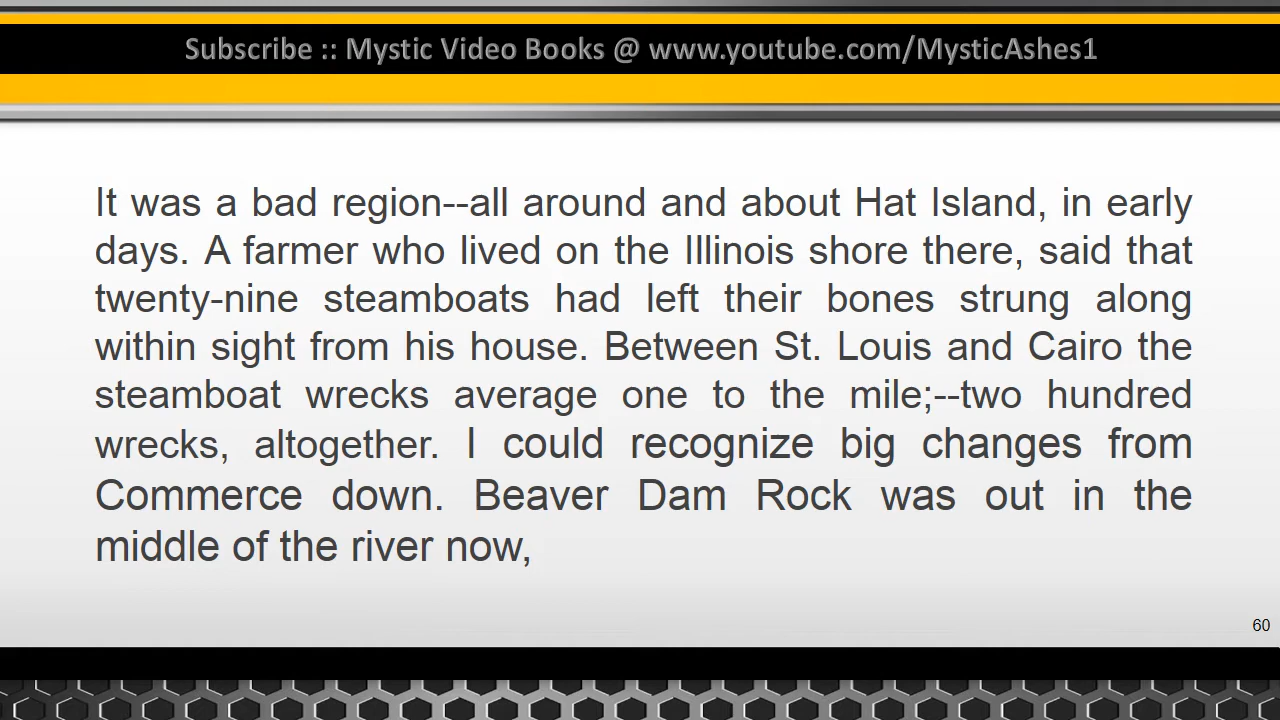 Subscribe :: Mystic Video Books @ www.youtube.com/MysticAshes1
It was a bad region--all around and about Hat Island, in early
days. A farmer who lived on the Illinois shore there, said that
twenty-nine steamboats had left their bones strung along
within sight from his house. Between St. Louis and Cairo the
steamboat wrecks average one to the mile;--two hundred
wrecks, altogether. I could recognize big changes from
Commerce down. Beaver Dam Rock was out in the
middle of the river now,
60